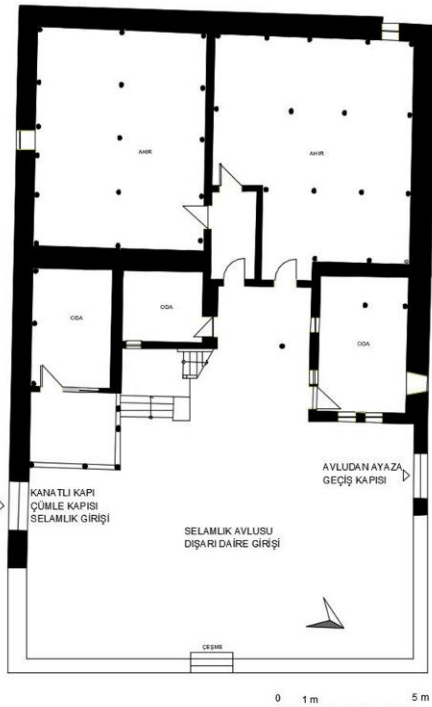 AHIR
AHIR
ODA
ODA
ODA
KANATLI KAPI
ÇÜMLE KAPISI
SELAMLIK GİRİŞİ
AVLUDAN AYAZA
GEÇİŞ KAPISI
SELAMLIK AVLUSU
DIŞARI DAİRE GİRİŞİ
ÇEŞME
0 1 m 5 m